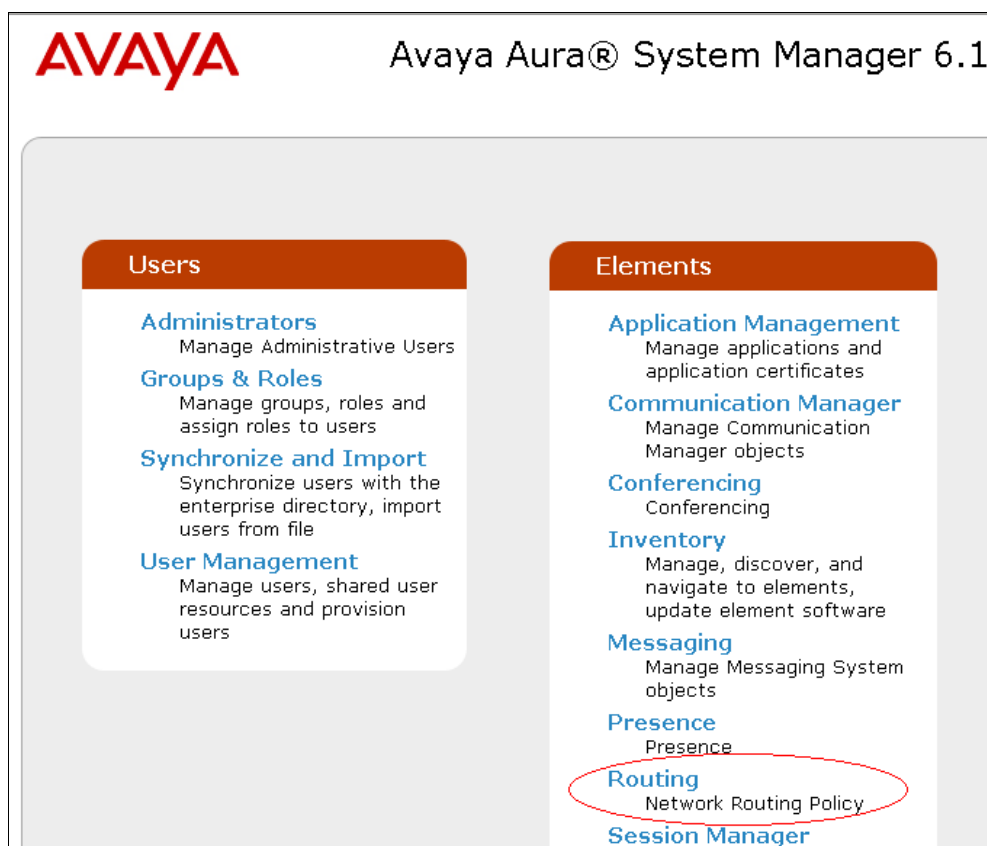 AVAYA
Avaya Aura® System Manager 6.1
Users
Administrators
Manage Administrative Users
Groups & Roles
Manage groups, roles and
assign roles to users
Synchronize and Import
Synchronize users with the
enterprise directory, import
users from file
User Management
Manage users, shared user
resources and provision
users
Elements
Application Management
Manage applications and
application certificates
Communication Manager
Manage Communication
Manager objects
Conferencing
Conferencing
Inventory
Manage, discover, and
navigate to elements,
update element software
Messaging
Manage Messaging System
objects
Presence
Presence
Routing
Network Routing Policy
Session Manager